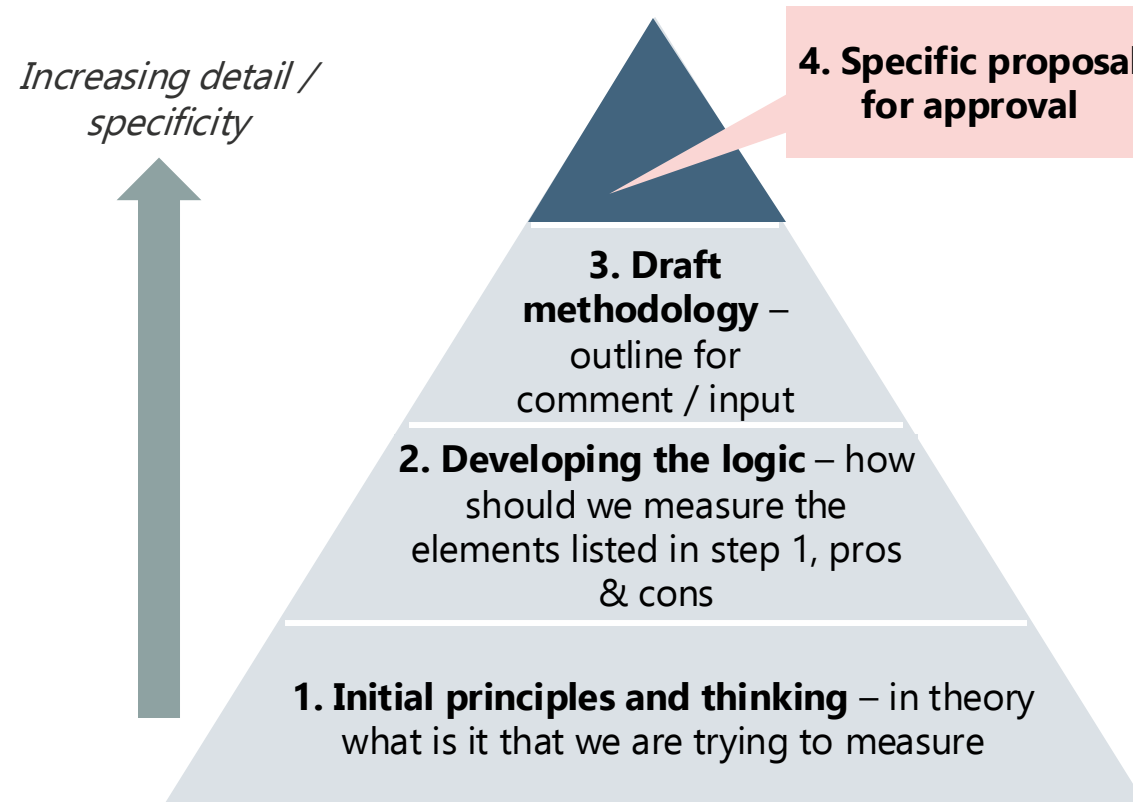 Increasing detail /
specificity
4. Specific proposal
for approval
3. Draft
methodology –
outline for
comment / input
2. Developing the logic – how
should we measure the
elements listed in step 1, pros
& cons
1. Initial principles and thinking – in theory
what is it that we are trying to measure